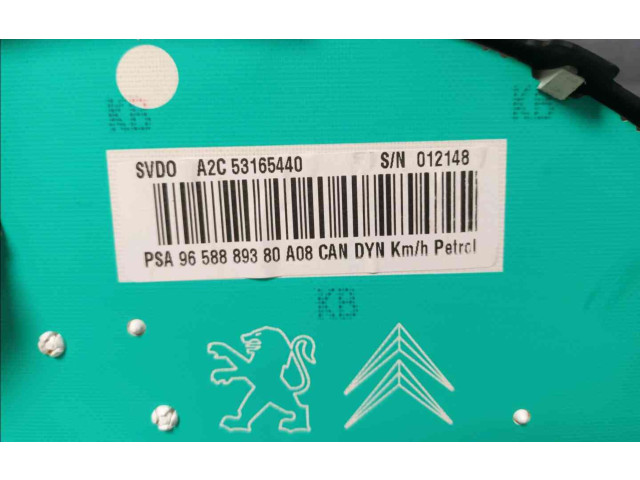 KB
KB
SVDO A2C 53165440 S/N 012148
PSA 96 588 893 80 A08 CAN DYN Km/h Petrol
KB